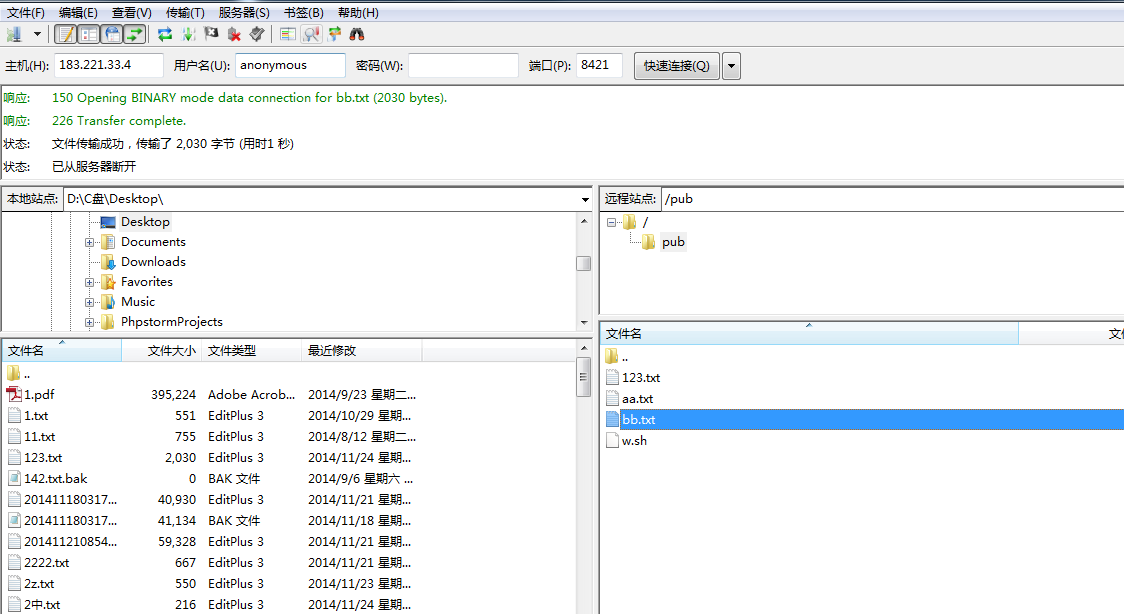 文件(F) 编辑(E) 查看(V) 传输(T) 服务器(S) 书签(B) 帮助(H)
主机(H): 183.221.33.4 用户名(U): anonymous 密码(W): 端口(P): 8421 快速连接(Q)
响应: 150 Opening BINARY mode data connection for bb.txt (2030 bytes).
响应: 226 Transfer complete.
状态: 文件传输成功，传输了 2,030 字节 (用时1 秒)
状态: 已从服务器断开
本地站点: D:\C盘\Desktop\
Desktop
Documents
Downloads
Favorites
Music
PhpstormProjects
文件名 文件大小 文件类型 最近修改
..
1.pdf 395,224 Adobe Acrob... 2014/9/23 星期二...
1.txt 551 EditPlus 3 2014/10/29 星期...
11.txt 755 EditPlus 3 2014/8/12 星期二...
123.txt 2,030 EditPlus 3 2014/11/24 星期...
142.txt.bak 0 BAK 文件 2014/9/6 星期六 ...
201411180317... 40,930 EditPlus 3 2014/11/21 星期...
201411180317... 41,134 BAK 文件 2014/11/18 星期...
201411210854... 59,328 EditPlus 3 2014/11/21 星期...
2222.txt 667 EditPlus 3 2014/11/21 星期...
2z.txt 550 EditPlus 3 2014/11/23 星期...
2中.txt 216 EditPlus 3 2014/11/24 星期...
远程站点: /pub
/
pub
文件名 文
..
123.txt
aa.txt
bb.txt
w.sh